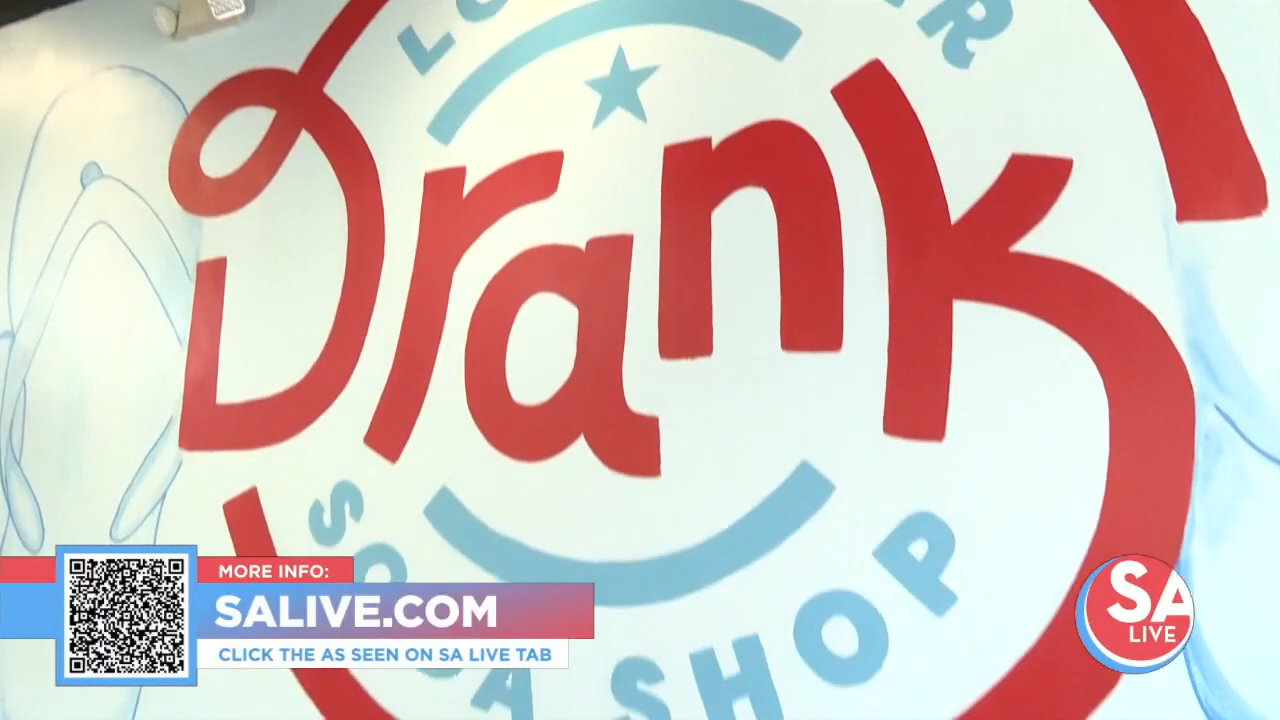 Drank
SODA SHOP
MORE INFO:
SALIVE.COM
CLICK THE AS SEEN ON SA LIVE TAB
SA
LIVE